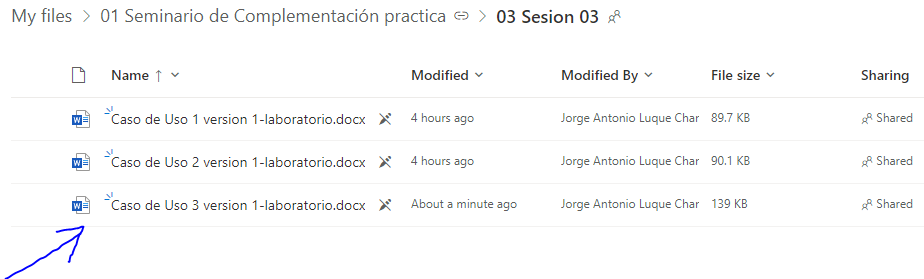 My files > 01 Seminario de Complementación practica > 03 Sesion 03
Name ↑ Modified Modified By File size Sharing
Caso de Uso 1 version 1-laboratorio.docx 4 hours ago Jorge Antonio Luque Char 89.7 KB Shared
Caso de Uso 2 version 1-laboratorio.docx 4 hours ago Jorge Antonio Luque Char 90.1 KB Shared
Caso de Uso 3 version 1-laboratorio.docx About a minute ago Jorge Antonio Luque Char 139 KB Shared